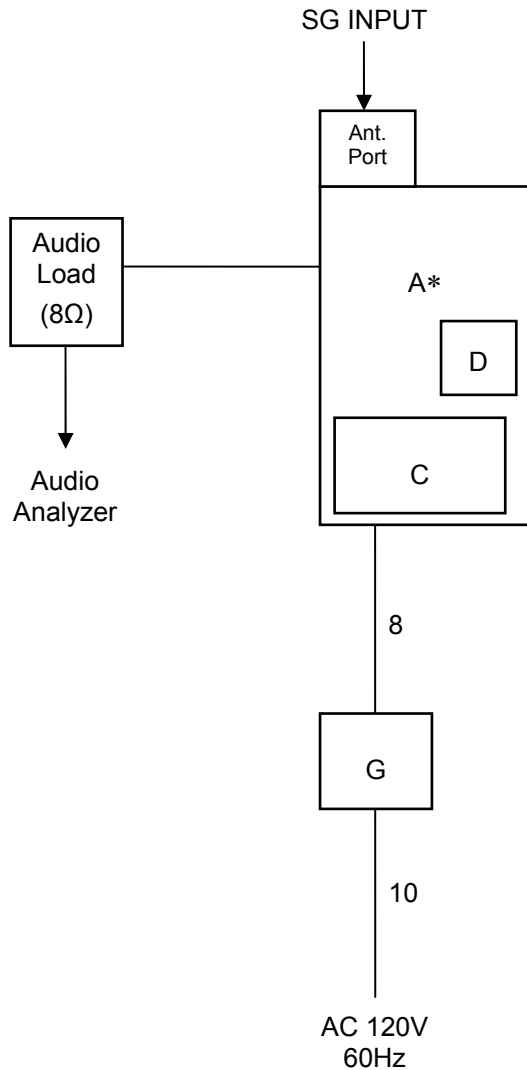 SG INPUT
Ant.
Port
Audio
Load
(8Ω)
A*
D
C
Audio
Analyzer
8
G
10
AC 120V
60Hz